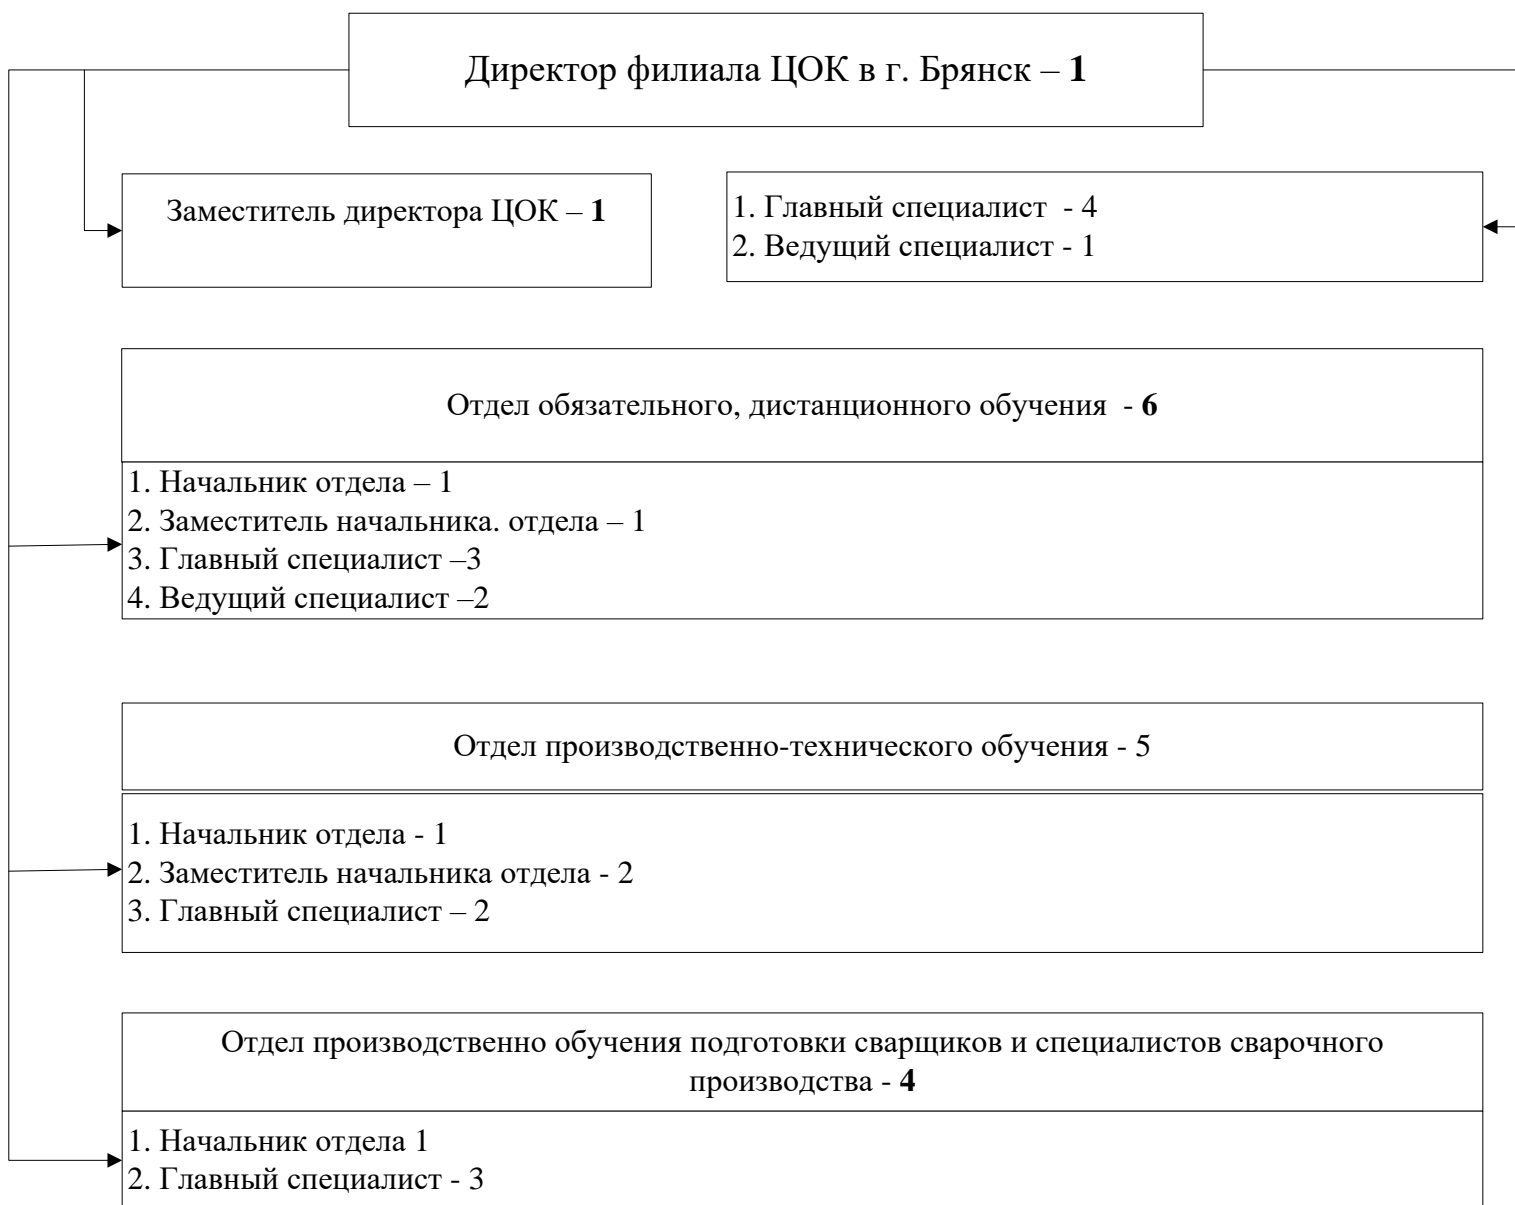 Директор филиала ЦОК в г. Брянск – 1
Заместитель директора ЦОК – 1
1. Главный специалист - 4
2. Ведущий специалист - 1
Отдел обязательного, дистанционного обучения - 6
1. Начальник отдела – 1
2. Заместитель начальника. отдела – 1
3. Главный специалист –3
4. Ведущий специалист –2
Отдел производственно-технического обучения - 5
1. Начальник отдела - 1
2. Заместитель начальника отдела - 2
3. Главный специалист – 2
Отдел производственно обучения подготовки сварщиков и специалистов сварочного
производства - 4
1. Начальник отдела 1
2. Главный специалист - 3